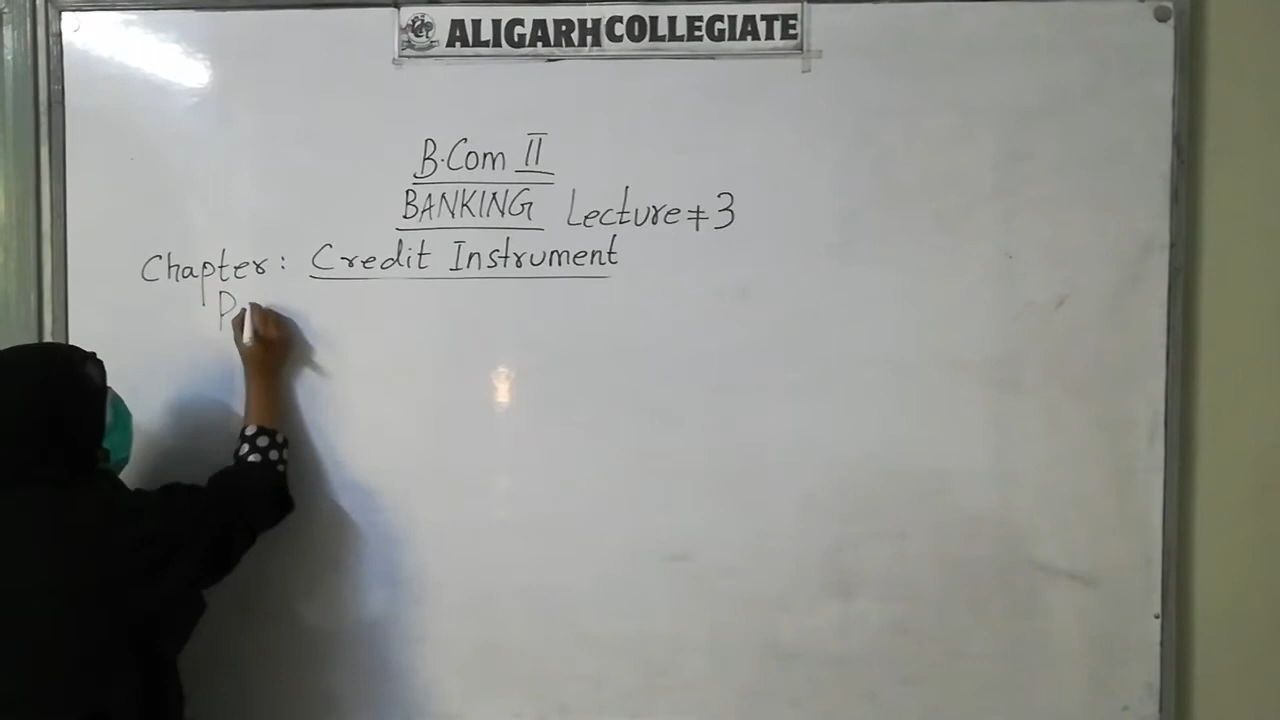 ALIGARH COLLEGIATE
B.Com II
BANKING Lecture # 3
Chapter: Credit Instrument
P